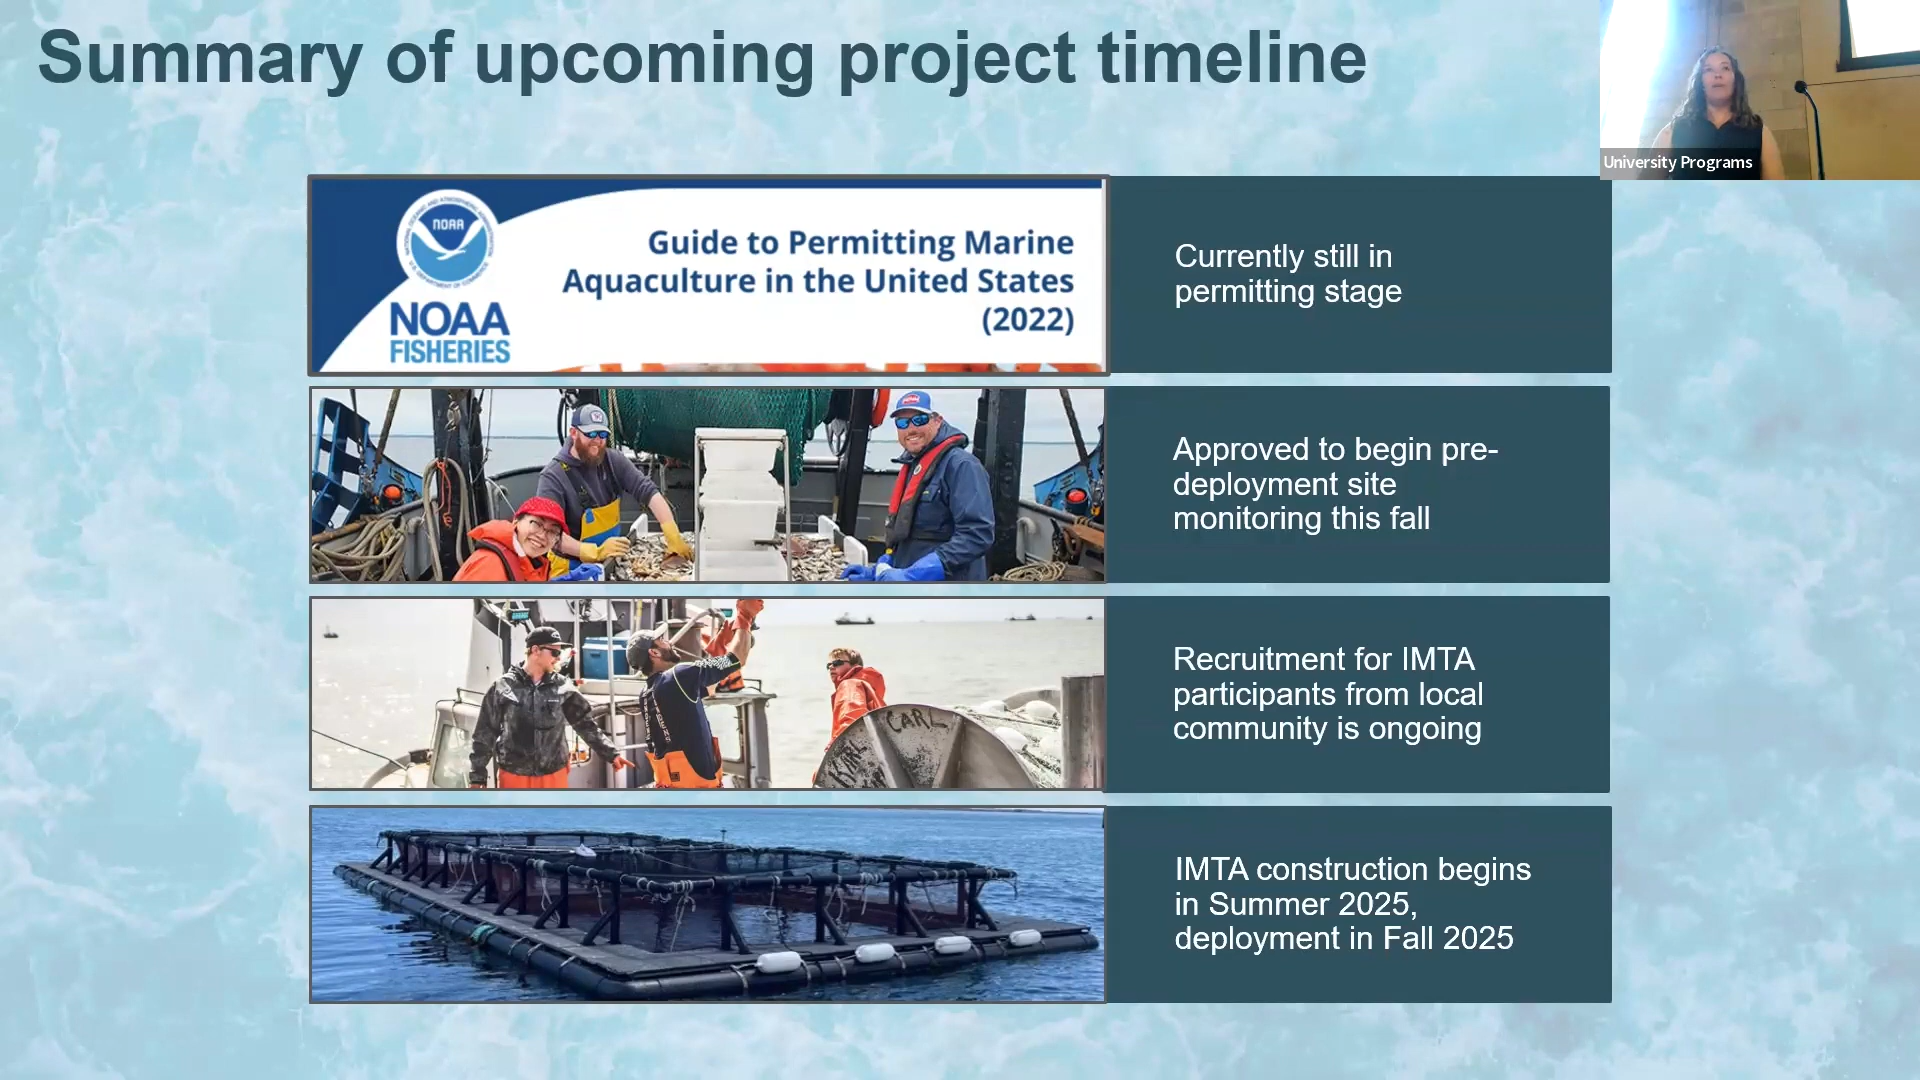 Summary of upcoming project timeline
University Programs
NOAA
NOAA
FISHERIES
Guide to Permitting Marine
Aquaculture in the United States
(2022)
Currently still in
permitting stage
Approved to begin pre-
deployment site
monitoring this fall
Recruitment for IMTA
participants from local
community is ongoing
CARL
IMTA construction begins
in Summer 2025,
deployment in Fall 2025